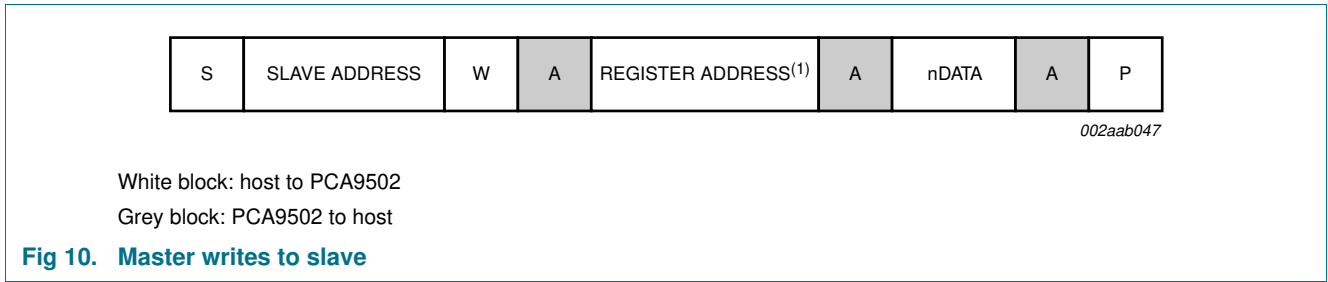 S SLAVE ADDRESS W A REGISTER ADDRESS(1) A nDATA A P
002aab047
White block: host to PCA9502
Grey block: PCA9502 to host
Fig 10. Master writes to slave